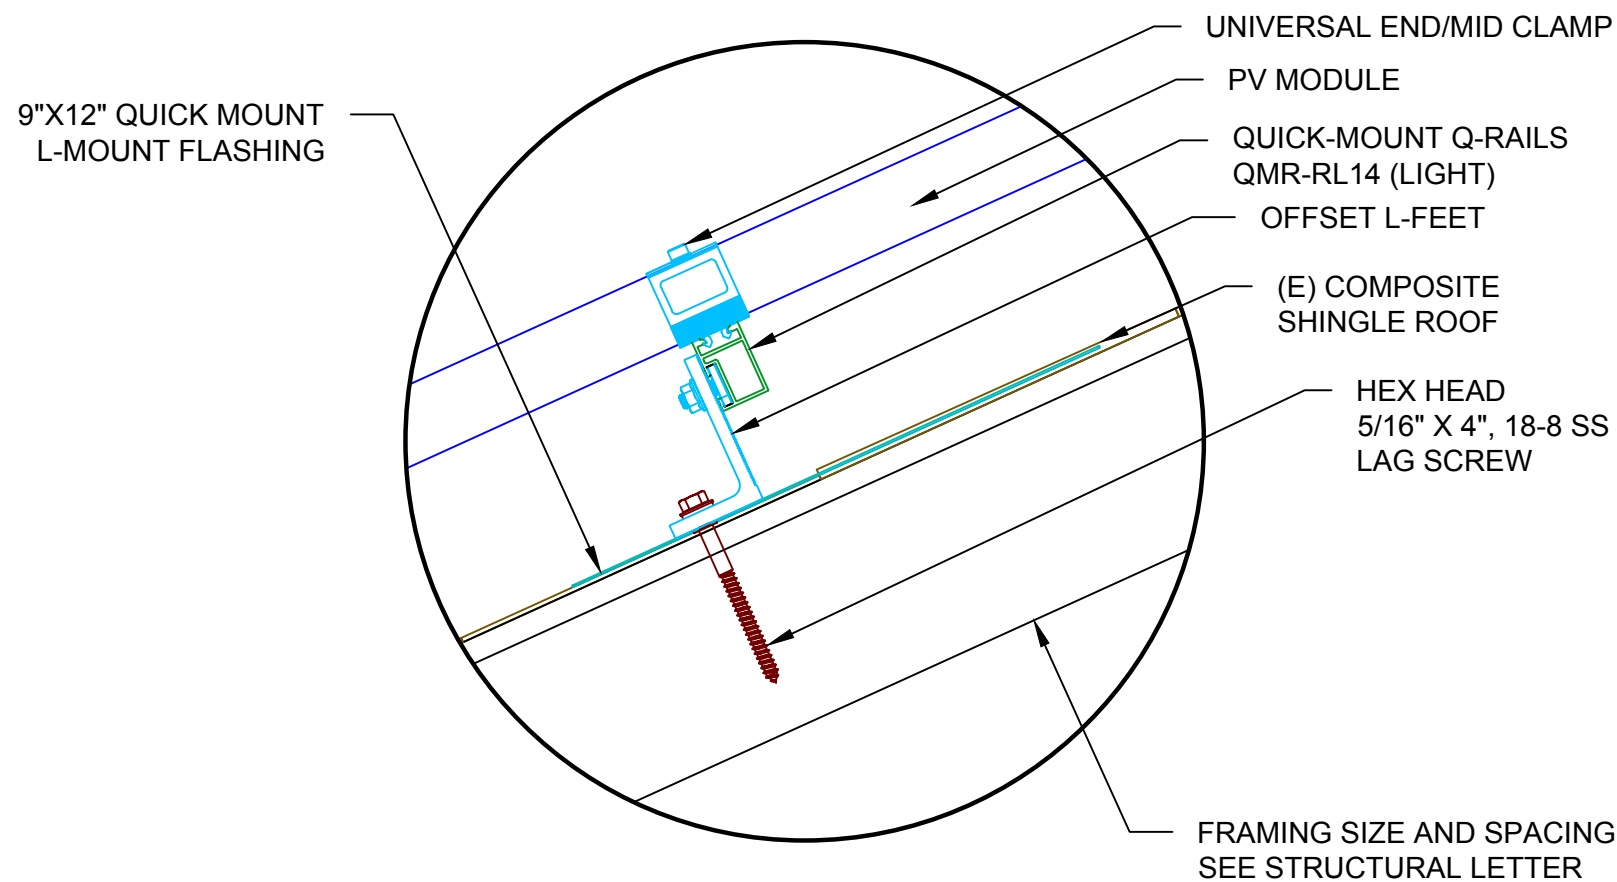 UNIVERSAL END/MID CLAMP
PV MODULE
9"X12" QUICK MOUNT
L-MOUNT FLASHING
QUICK-MOUNT Q-RAILS
QMR-RL14 (LIGHT)
OFFSET L-FEET
(E) COMPOSITE
SHINGLE ROOF
HEX HEAD
5/16" X 4", 18-8 SS
LAG SCREW
FRAMING SIZE AND SPACING
SEE STRUCTURAL LETTER